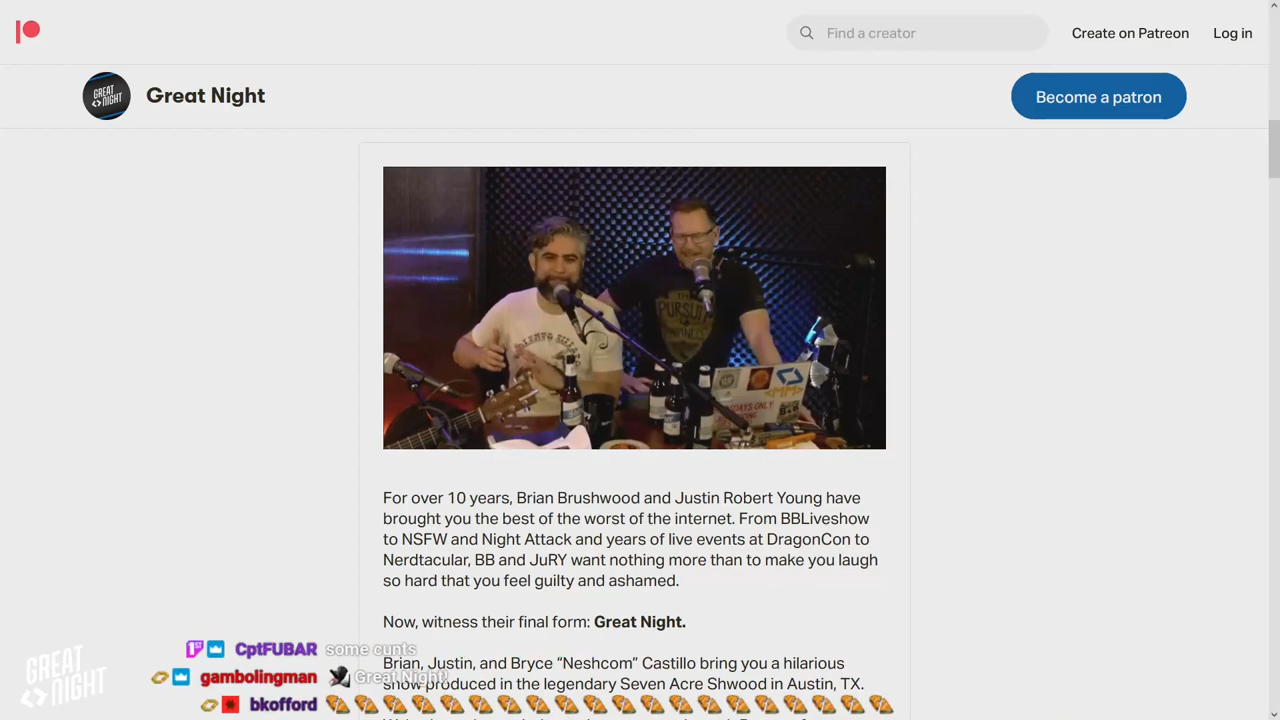 Find a creator
Create on Patreon
Log in
GREAT NIGHT
Great Night
Become a patron
PURSUIT
For over 10 years, Brian Brushwood and Justin Robert Young have
brought you the best of the worst of the internet. From BBLiveshow
to NSFW and Night Attack and years of live events at DragonCon to
Nerdtacular, BB and JuRY want nothing more than to make you laugh
so hard that you feel guilty and ashamed.
Now, witness their final form: Great Night.
CptFUBAR some cunts
Brian, Justin, and Bryce “Neshcom” Castillo bring you a hilarious
gambolingman Great Night!
show produced in the legendary Seven Acre Shwood in Austin, TX.
bkofford
GREAT
NIGHT